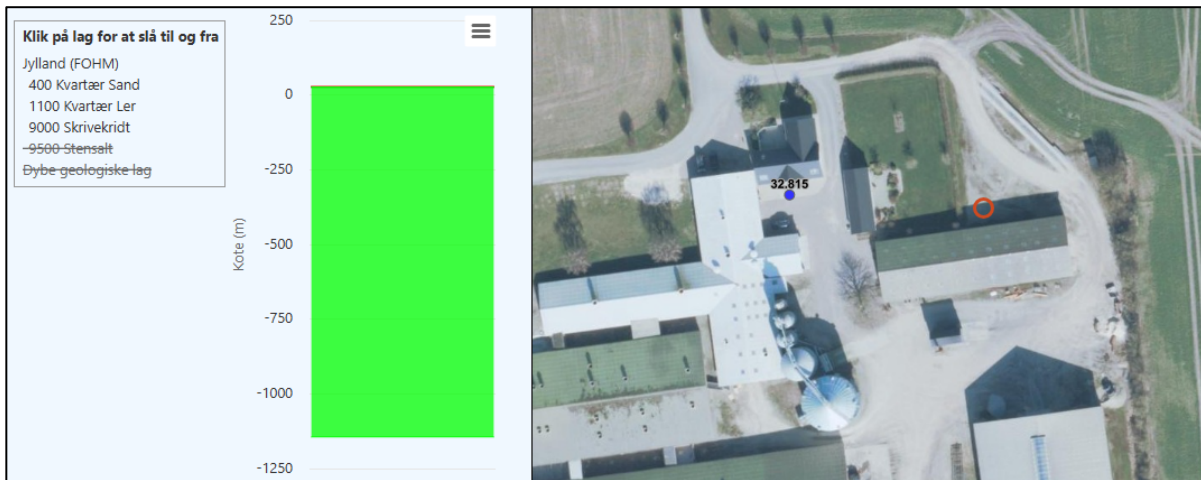 Klik på lag for at slå til og fra
Jylland (FOHM)
400 Kvartær Sand
1100 Kvartær Ler
9000 Skrivekridt
9500 Stensalt
Dybe geologiske lag
Kote (m)
250
0
-250
-500
-750
-1000
-1250
32.815